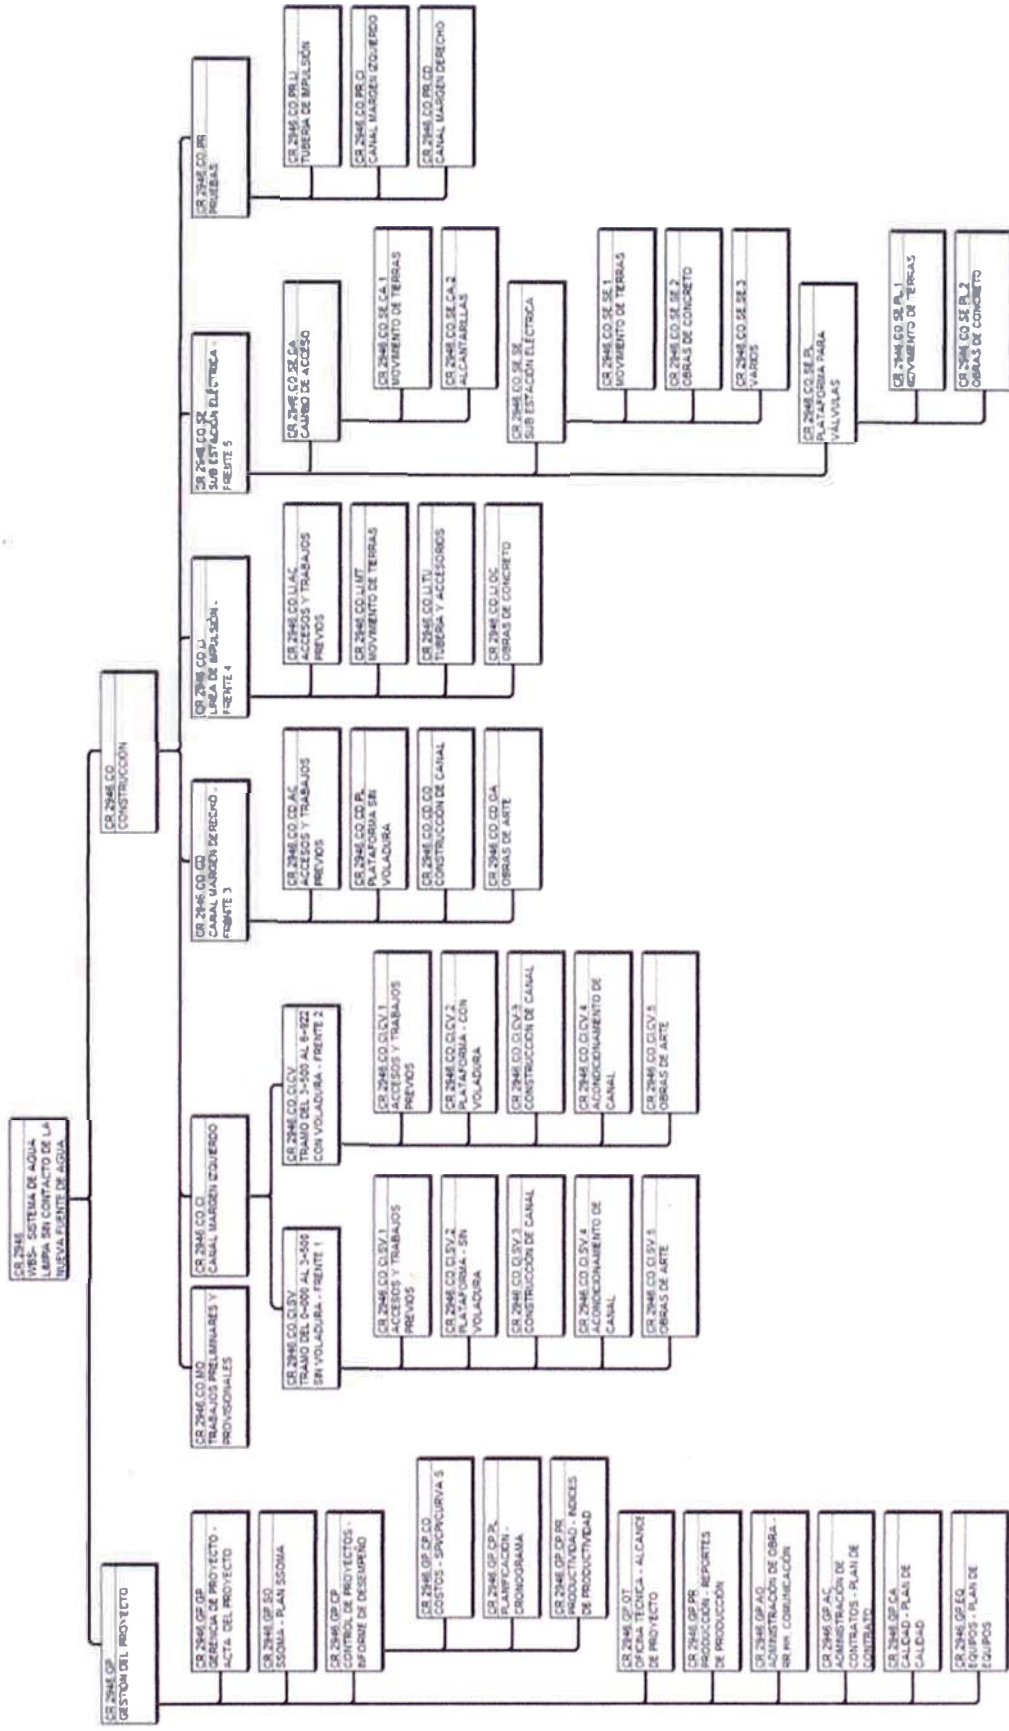 CR.2946
WBS- SISTEMA DE AGUA
LIMPIA SIN CONTACTO DE LA
NUEVA FUENTE DE AGUA
CR.2946.GP
GESTION DEL PROYECTO
CR.2946.GP.GP
GERENCIA DE PROYECTO -
ACTA DEL PROYECTO
CR.2946.GP.SO
SSOMA - PLAN SSOMA
CR.2946.GP.CP
CONTROL DE PROYECTOS -
INFORME DE DESEMPEÑO
CR.2946.GP.CP.CO
COSTOS - SPI/CPI/CURVA S
CR.2946.GP.CP.PL
PLANIFICACIÓN -
CRONOGRAMA
CR.2946.GP.CP.PR
PRODUCTIVIDAD - INDICES
DE PRODUCTIVIDAD
CR.2946.GP.OT
OFICINA TÉCNICA - ALCANCE
DE PROYECTO
CR.2946.GP.PR
PRODUCCIÓN - REPORTES
DE PRODUCCIÓN
CR.2946.GP.AO
ADMINISTRACIÓN DE OBRA -
RR.HH. COMUNICACIÓN
CR.2946.GP.AC
ADMINISTRACIÓN DE
CONTRATOS - PLAN DE
CONTRATO
CR.2946.GP.CA
CALIDAD - PLAN DE
CALIDAD
CR.2946.GP.EQ
EQUIPOS - PLAN DE
EQUIPOS
CR.2946.CO
CONSTRUCCIÓN
CR.2946.CO.MO
TRABAJOS PRELIMINARES Y
PROVISIONALES
CR.2946.CO.CI
CANAL MARGEN IZQUIERDO
CR.2946.CO.CI.SV
TRAMO DEL 0+000 AL 3+500
SIN VOLADURA - FRENTE 1
CR.2946.CO.CI.SV.1
ACCESOS Y TRABAJOS
PREVIOS
CR.2946.CO.CI.SV.2
PLATAFORMA - SIN
VOLADURA
CR.2946.CO.CI.SV.3
CONSTRUCCIÓN DE CANAL
CR.2946.CO.CI.SV.4
ACONDICIONAMIENTO DE
CANAL
CR.2946.CO.CI.SV.5
OBRAS DE ARTE
CR.2946.CO.CI.CV
TRAMO DEL 3+500 AL 6+922
CON VOLADURA - FRENTE 2
CR.2946.CO.CI.CV.1
ACCESOS Y TRABAJOS
PREVIOS
CR.2946.CO.CI.CV.2
PLATAFORMA - CON
VOLADURA
CR.2946.CO.CI.CV.3
CONSTRUCCION DE CANAL
CR.2946.CO.CI.CV.4
ACONDICIONAMIENTO DE
CANAL
CR.2946.CO.CI.CV.5
OBRAS DE ARTE
CR.2946.CO.CD
CANAL MARGEN DERECHO -
FRENTE 3
CR.2946.CO.CD.AC
ACCESOS Y TRABAJOS
PREVIOS
CR.2946.CO.CD.PL
PLATAFORMA SIN
VOLADURA
CR.2946.CO.CD.CO
CONSTRUCCIÓN DE CANAL
CR.2946.CO.CD.OA
OBRAS DE ARTE
CR.2946.CO.LI
LINEA DE IMPULSIÓN -
FRENTE 4
CR.2946.CO.LI.AC
ACCESOS Y TRABAJOS
PREVIOS
CR.2946.CO.LI.MT
MOVIMIENTO DE TIERRAS
CR.2946.CO.LI.TU
TUBERIA Y ACCESORIOS
CR.2946.CO.LI.OC
OBRAS DE CONCRETO
CR.2946.CO.SE
SUB ESTACIÓN ELÉCTRICA -
FRENTE 5
CR.2946.CO.SE.CA
CAMBIO DE ACCESO
CR.2946.CO.SE.CA.1
MOVIMIENTO DE TIERRAS
CR.2946.CO.SE.CA.2
ALCANTARILLAS
CR.2946.CO.SE.SE
SUB ESTACIÓN ELÉCTRICA
CR.2946.CO.SE.SE.1
MOVIMIENTO DE TIERRAS
CR.2946.CO.SE.SE.2
OBRAS DE CONCRETO
CR.2946.CO.SE.SE.3
VARIOS
CR.2946.CO.SE.PL
PLATAFORMA PARA
VÁLVULAS
CR.2946.CO.SE.PL.1
MOVIMIENTO DE TIERRAS
CR.2946.CO.SE.PL.2
OBRAS DE CONCRETO
CR.2946.CO.PR
PRUEBAS
CR.2946.CO.PR.LI
TUBERIA DE IMPULSIÓN
CR.2946.CO.PR.CI
CANAL MARGEN IZQUIERDO
CR.2946.CO.PR.CD
CANAL MARGEN DERECHO